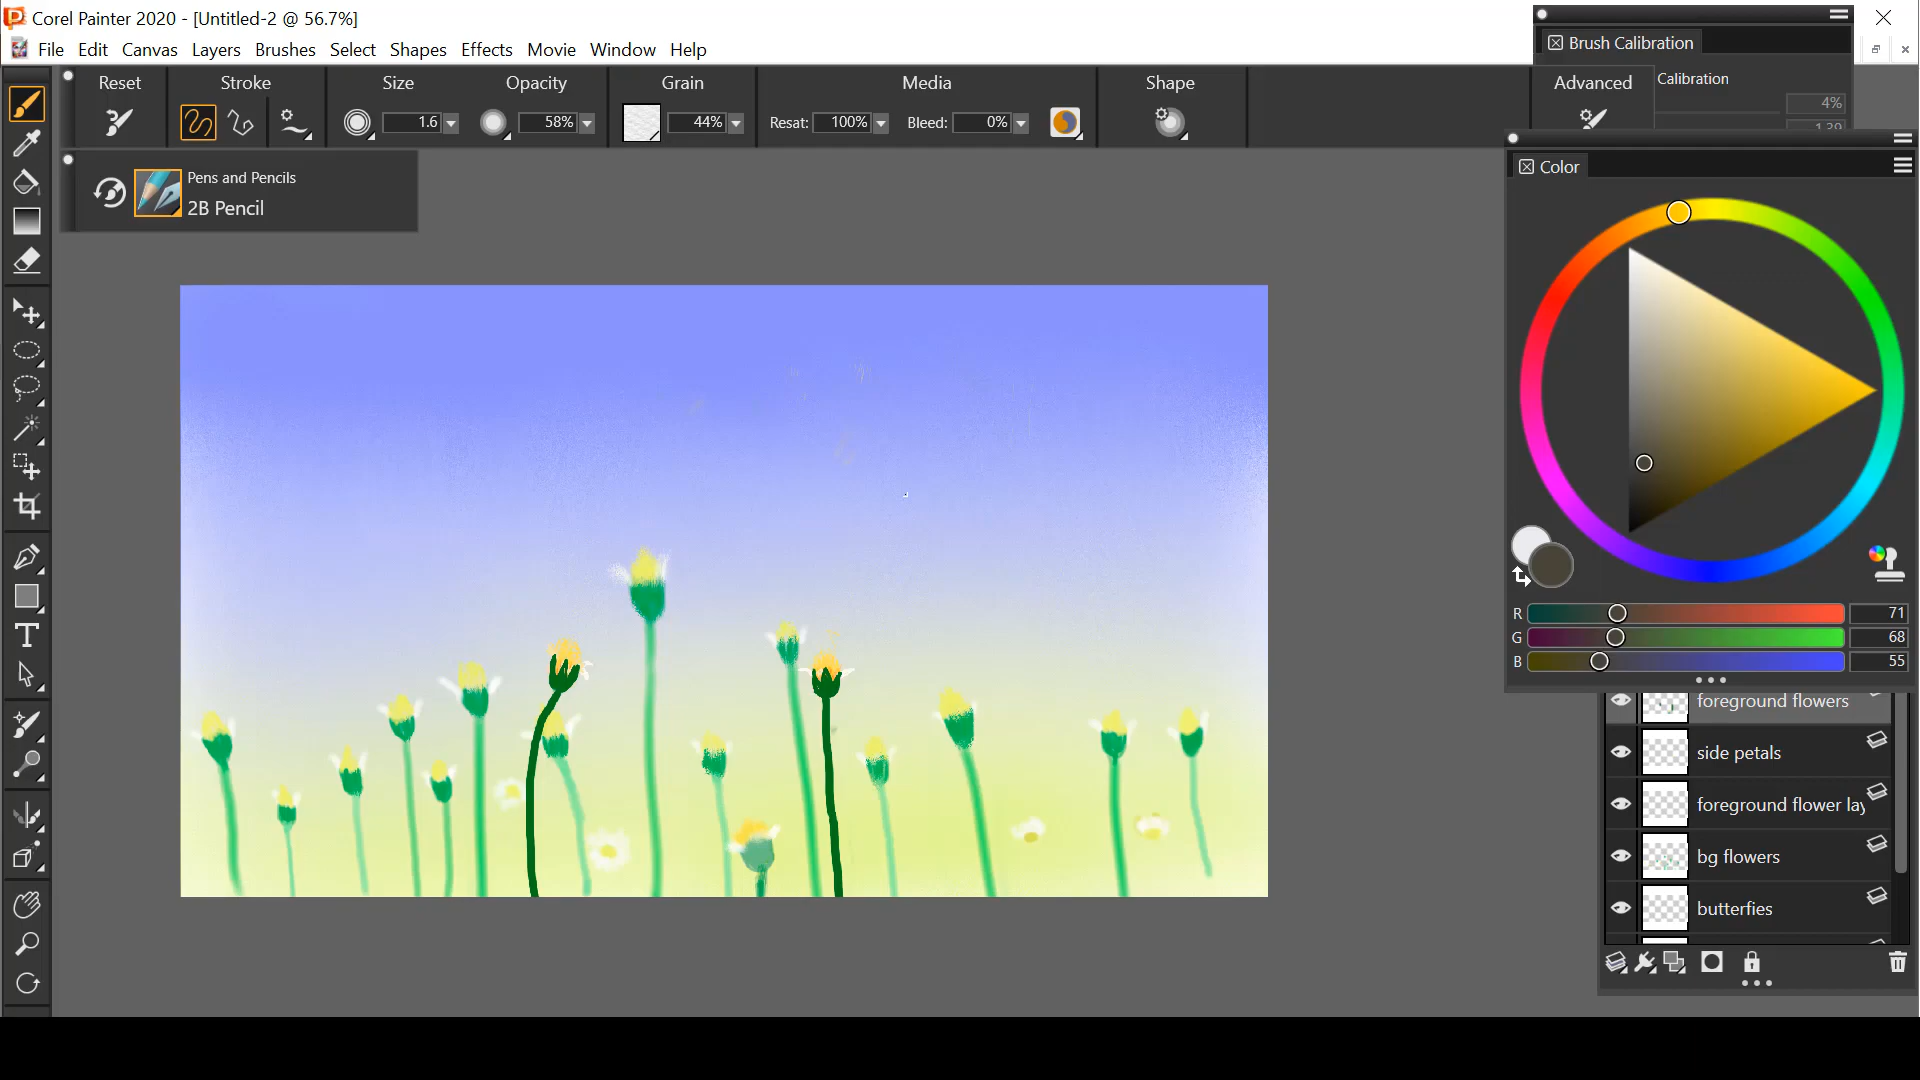 Corel Painter 2020 - [Untitled-2 @ 56.7%]
File Edit Canvas Layers Brushes Select Shapes Effects Movie Window Help
Brush Calibration
Reset Stroke Size Opacity Grain Media Shape Advanced
Calibration
4%
1.6 58% 44% Resat: 100% Bleed: 0%
Color
Pens and Pencils
2B Pencil
R 71
G 68
B 55
foreground flowers
side petals
foreground flower lay
bg flowers
butterfies